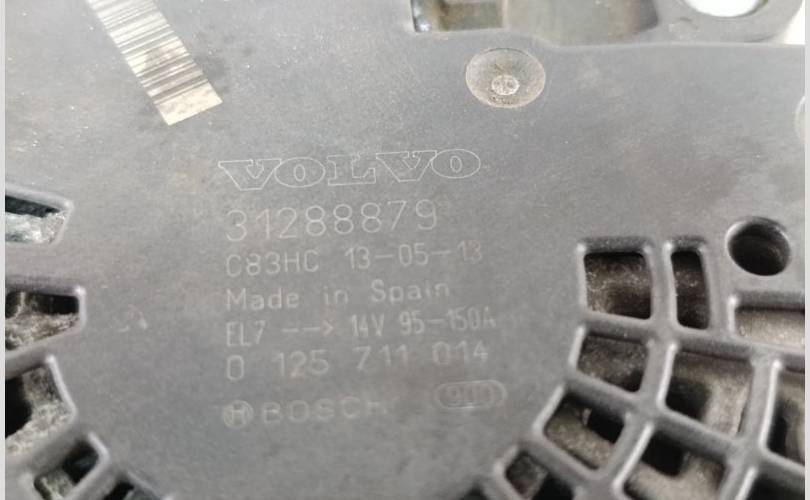 VOLVO
31288879
C83HC 13-05-13
Made in Spain
EL7 --> 14V 95-150A
0 125 711 014
BOSCH